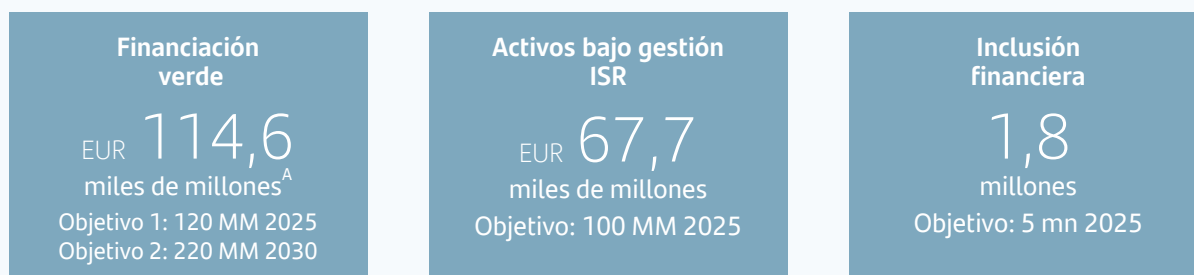 Financiación
verde
EUR 114,6
miles de millones^A
Objetivo 1: 120 MM 2025
Objetivo 2: 220 MM 2030
Activos bajo gestión
ISR
EUR 67,7
miles de millones
Objetivo: 100 MM 2025
Inclusión
financiera
1,8
millones
Objetivo: 5 mn 2025